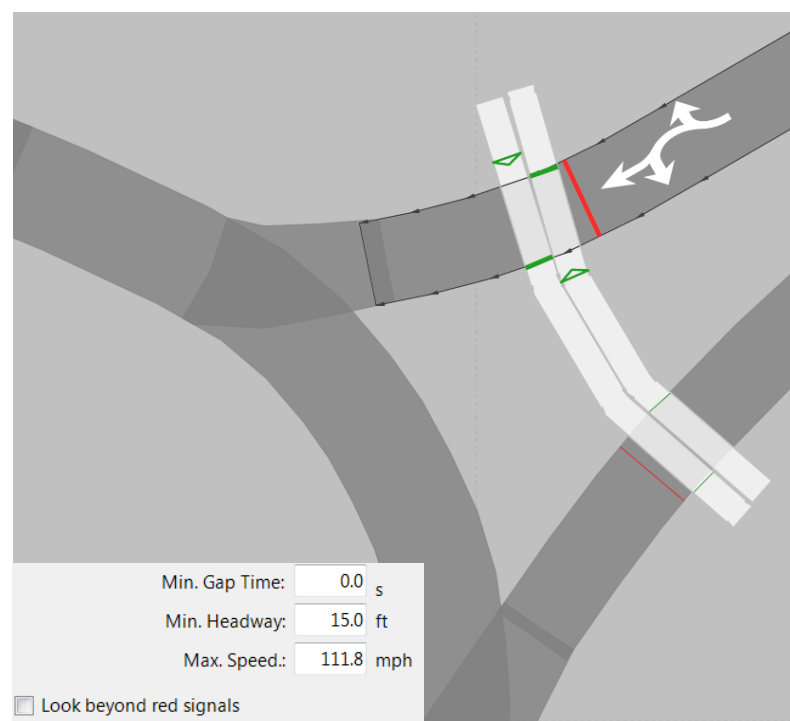 Min. Gap Time: 0.0 s
Min. Headway: 15.0 ft
Max. Speed.: 111.8 mph
Look beyond red signals